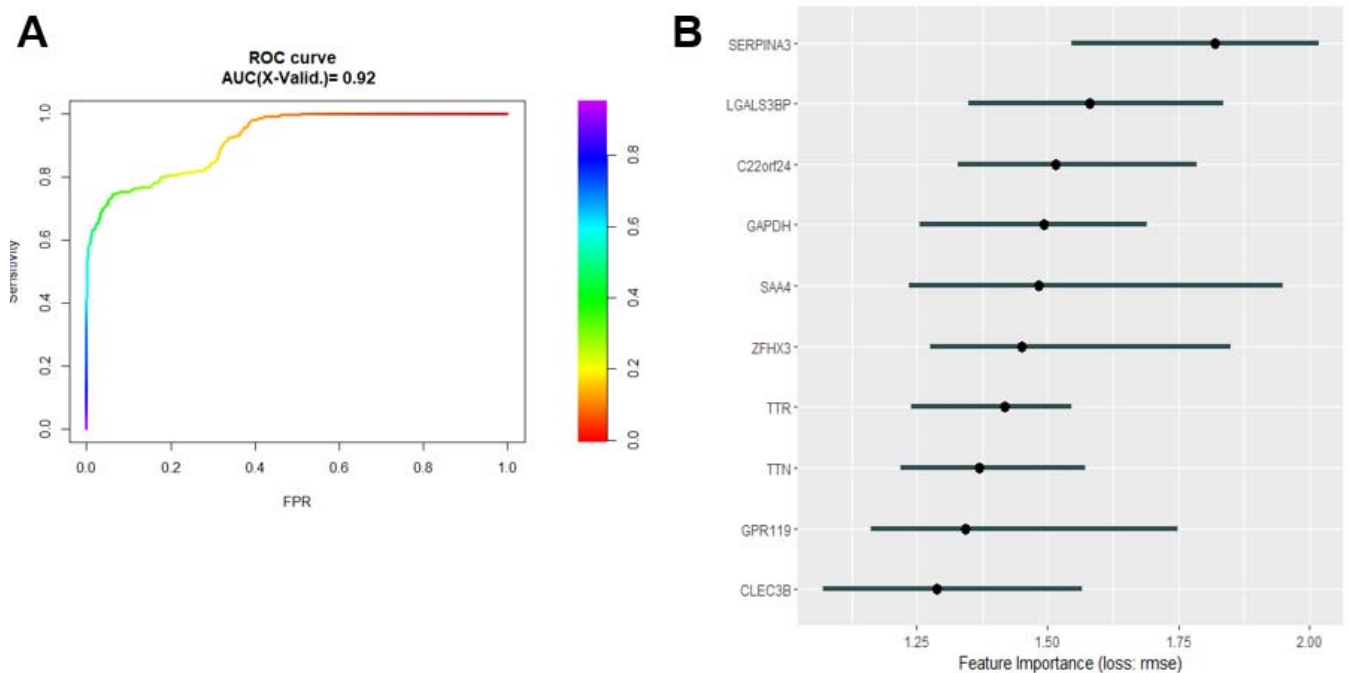 A
ROC curve
AUC(X-Valid.)= 0.92
Sensitivity
1.0
0.8
0.6
0.4
0.2
0.0
0.0 0.2 0.4 0.6 0.8 1.0
FPR
0.8
0.6
0.4
0.2
0.0
B
SERPINA3
LGALS3BP
C22orf24
GAPDH
SAA4
ZFHX3
TTR
TTN
GPR119
CLEC3B
1.25 1.50 1.75 2.00
Feature Importance (loss: rmse)